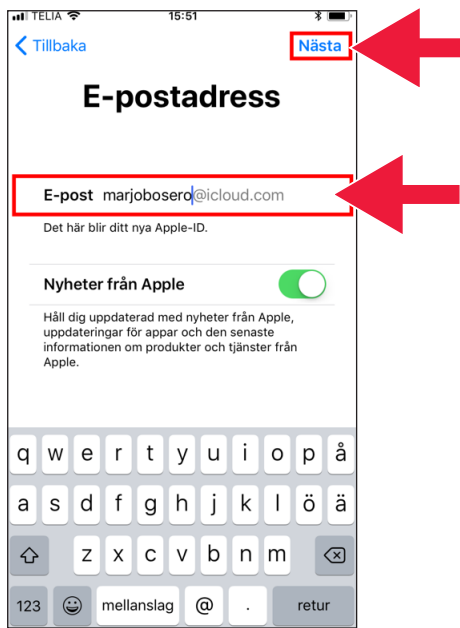 TELIA 15:51
Tillbaka Nästa
E-postadress
E-post marjobosero@icloud.com
Det här blir ditt nya Apple-ID.
Nyheter från Apple
Håll dig uppdaterad med nyheter från Apple,
uppdateringar för appar och den senaste
informationen om produkter och tjänster från
Apple.
q w e r t y u i o p å
a s d f g h j k l ö ä
z x c v b n m
123 mellanslag @ . retur